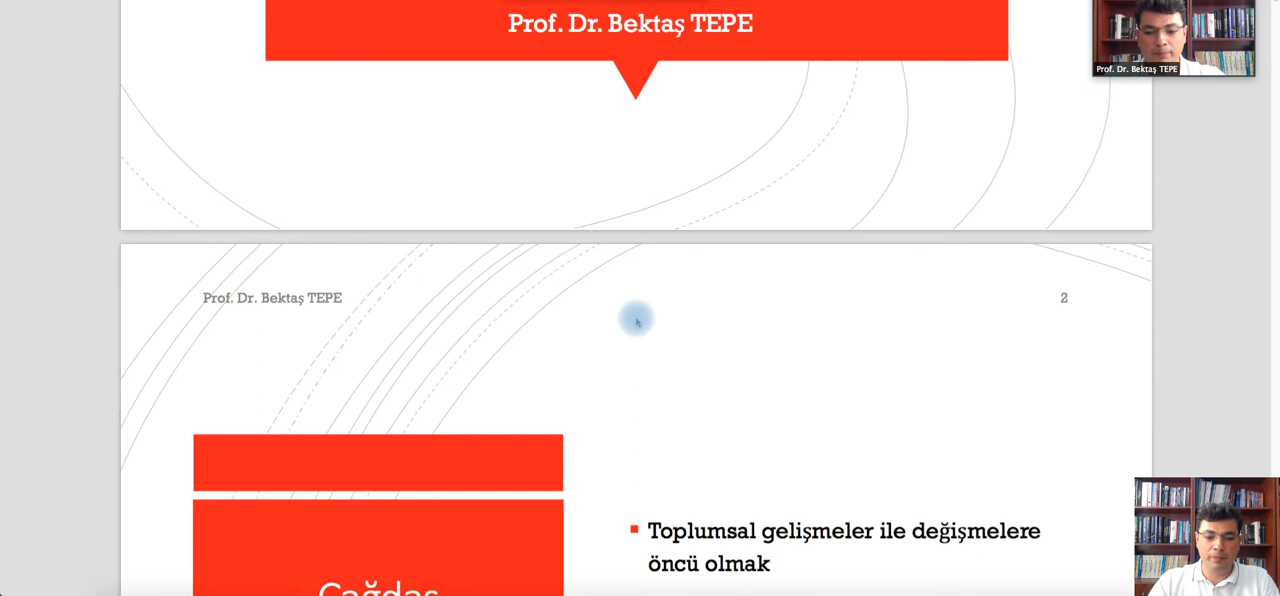 Prof. Dr. Bektaş TEPE
Prof. Dr. Bektaş TEPE
Prof. Dr. Bektaş TEPE
2
Toplumsal gelişmeler ile değişmelere
öncü olmak
Çağdaş